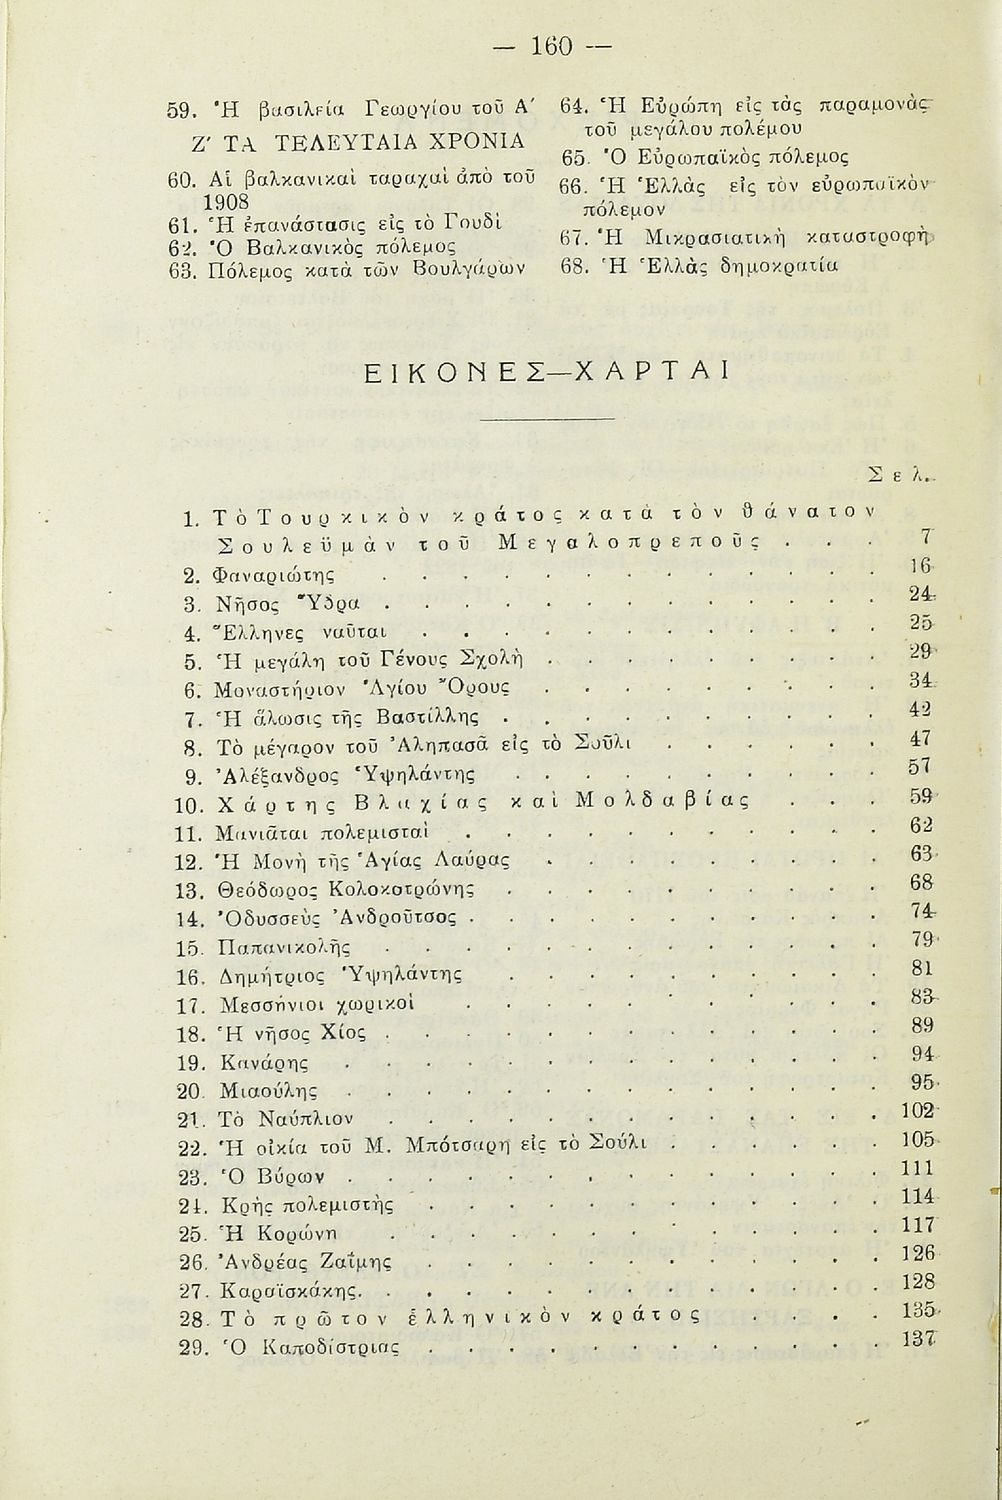 — 160 —
59. Ἡ βασιλεία Γεωργίου τοῦ Α΄
Ζ΄ ΤΑ ΤΕΛΕΥΤΑΙΑ ΧΡΟΝΙΑ
60. Αἱ βαλκανικαὶ ταραχαὶ ἀπὸ τοῦ
1908
61. Ἡ ἐπανάστασις εἰς τὸ Γουδὶ
62. Ὁ Βαλκανικὸς πόλεμος
63. Πόλεμος κατὰ τῶν Βουλγάρων
64. Ἡ Εὐρώπη εἰς τὰς παραμονὰς
τοῦ μεγάλου πολέμου
65. Ὁ Εὐρωπαϊκὸς πόλεμος
66. Ἡ Ἑλλὰς εἰς τὸν εὐρωπαϊκὸν
πόλεμον
67. Ἡ Μικρασιατικὴ καταστροφὴ
68. Ἡ Ἑλλὰς δημοκρατία
ΕΙΚΟΝΕΣ—ΧΑΡΤΑΙ
Σελ.
1. Τὸ Τουρκικὸν κράτος κατὰ τὸν θάνατον
Σουλεϋμὰν τοῦ Μεγαλοπρεποῦς . . . 7
2. Φαναριώτης . . . . . . . . . . . . 16
3. Νῆσος Ὕδρα . . . . . . . . . . . . 24
4. Ἕλληνες ναῦται . . . . . . . . . . . 25
5. Ἡ μεγάλη τοῦ Γένους Σχολὴ . . . . . . . . 29
6. Μοναστήριον Ἁγίου Ὄρους . . . . . . . . 34
7. Ἡ ἅλωσις τῆς Βαστίλλης . . . . . . . . . 42
8. Τὸ μέγαρον τοῦ Ἀληπασᾶ εἰς τὸ Σοῦλι . . . . . . 47
9. Ἀλέξανδρος Ὑψηλάντης . . . . . . . . . 57
10. Χάρτης Βλαχίας καὶ Μολδαβίας . . . 59
11. Μανιᾶται πολεμισταὶ . . . . . . . . . . 62
12. Ἡ Μονὴ τῆς Ἁγίας Λαύρας . . . . . . . . 63
13. Θεόδωρος Κολοκοτρώνης . . . . . . . . . 68
14. Ὀδυσσεὺς Ἀνδροῦτσος . . . . . . . . . . 74
15. Παπανικολῆς . . . . . . . . . . . . 79
16. Δημήτριος Ὑψηλάντης . . . . . . . . . 81
17. Μεσσήνιοι χωρικοὶ . . . . . . . . . . 83
18. Ἡ νῆσος Χίος . . . . . . . . . . . . 89
19. Κανάρης . . . . . . . . . . . . . 94
20. Μιαούλης . . . . . . . . . . . . . 95
21. Τὸ Ναύπλιον . . . . . . . . . . . . 102
22. Ἡ οἰκία τοῦ Μ. Μπότσαρη εἰς τὸ Σούλι . . . . . . 105
23. Ὁ Βύρων . . . . . . . . . . . . . 111
24. Κρὴς πολεμιστὴς . . . . . . . . . . . 114
25. Ἡ Κορώνη . . . . . . . . . . . . 117
26. Ἀνδρέας Ζαΐμης . . . . . . . . . . . 126
27. Καραϊσκάκης . . . . . . . . . . . . 128
28. Τὸ πρῶτον ἑλληνικὸν κράτος . . . . 135
29. Ὁ Καποδίστριας . . . . . . . . . . . 137